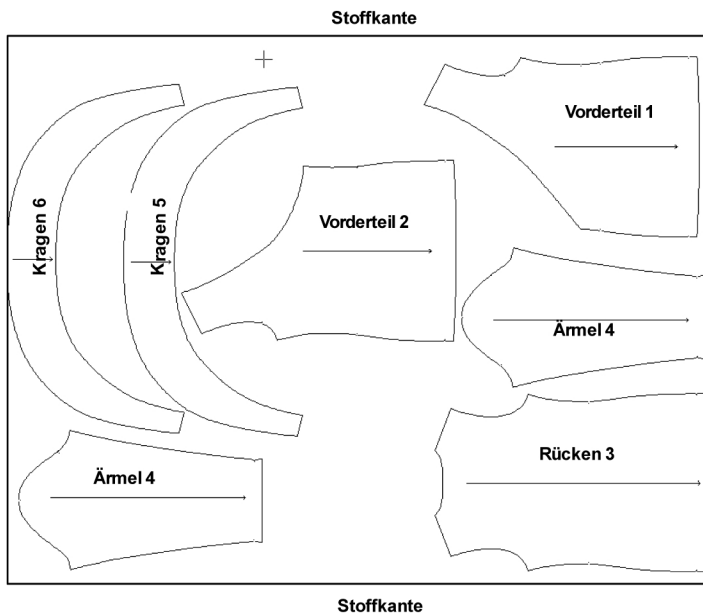 Stoffkante
Vorderteil 1
Kragen 6
Kragen 5
Vorderteil 2
Ärmel 4
Ärmel 4
Rücken 3
Stoffkante